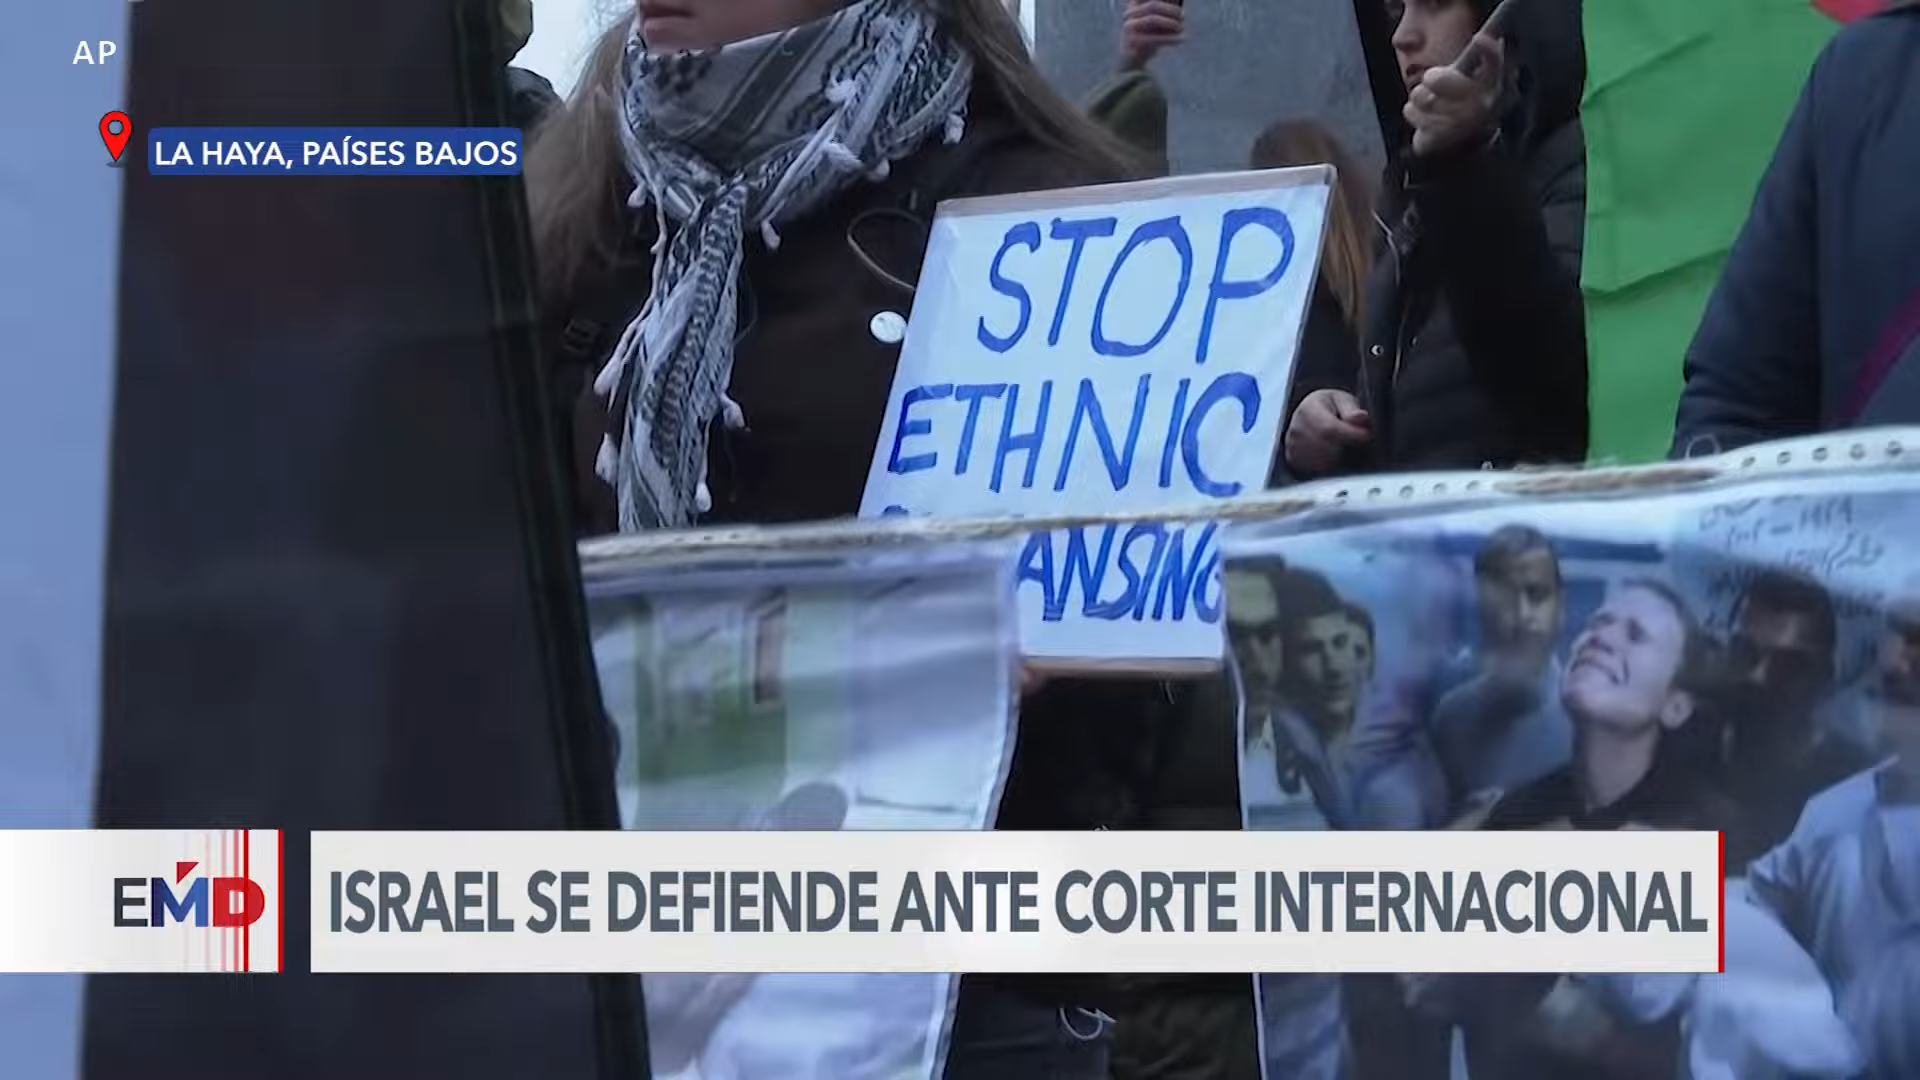 AP
LA HAYA, PAÍSES BAJOS
STOP
ETHNIC
ANSING
EMD
ISRAEL SE DEFIENDE ANTE CORTE INTERNACIONAL